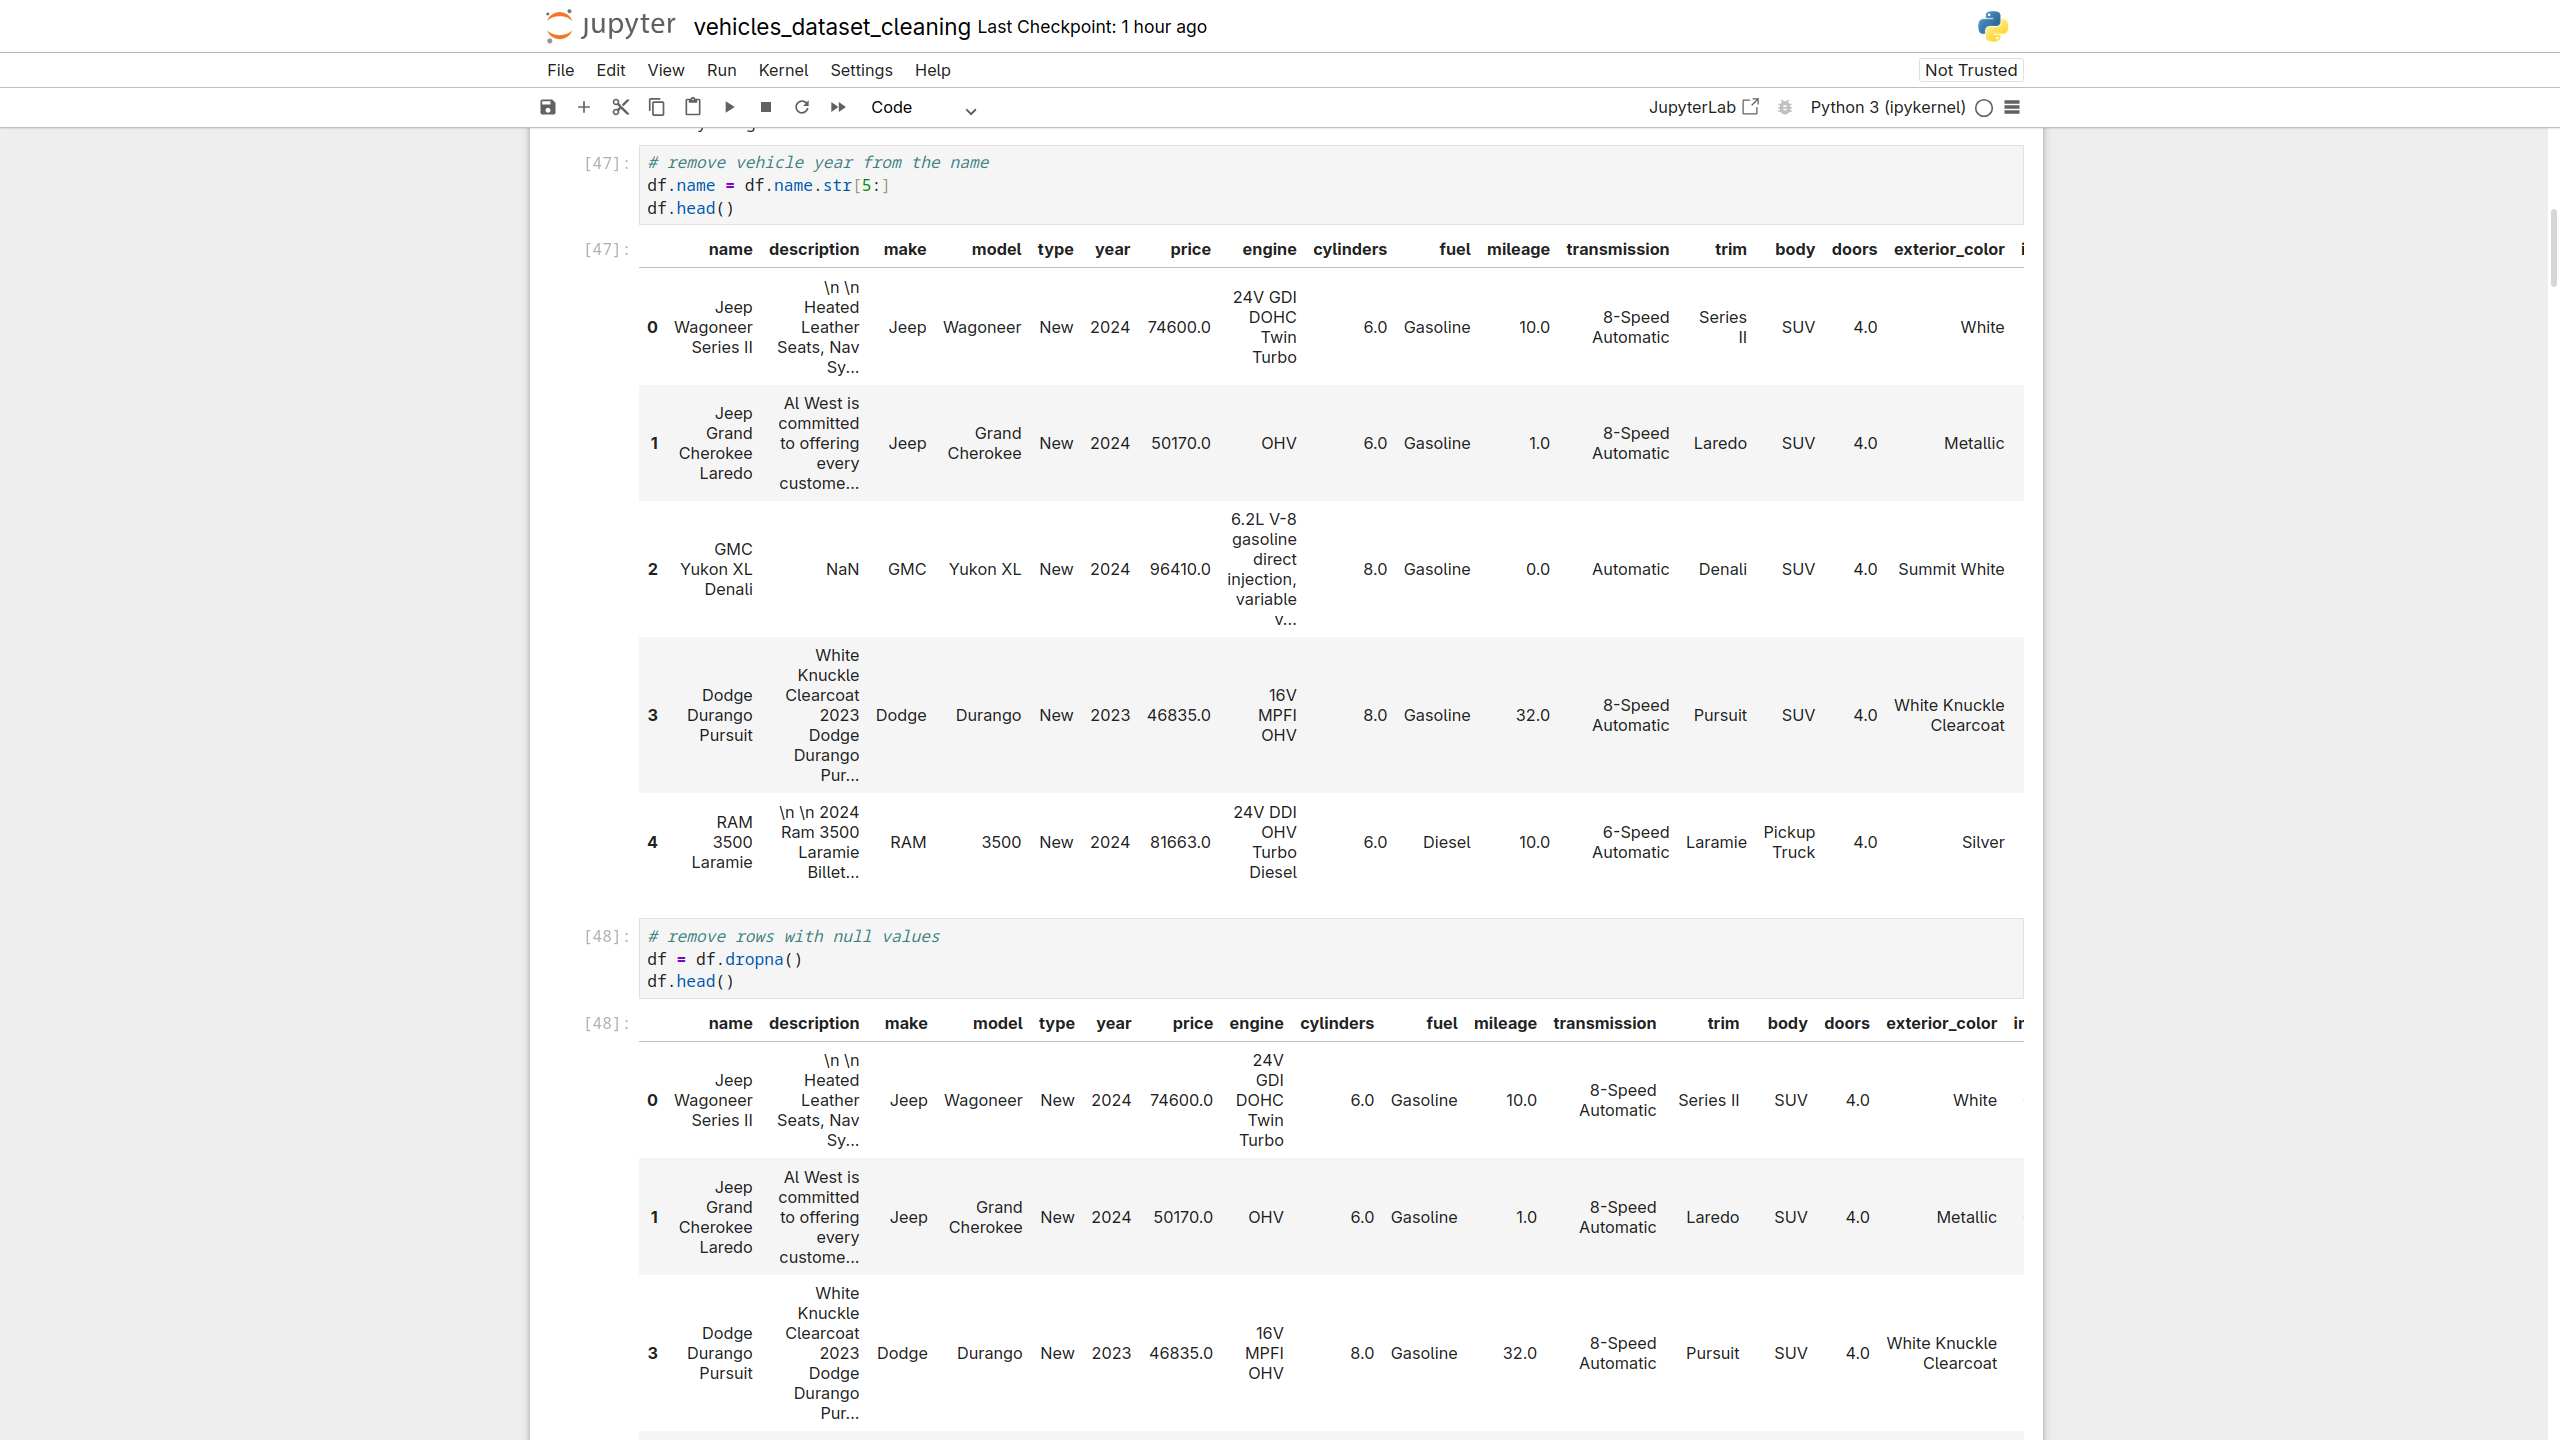 jupyter vehicles_dataset_cleaning Last Checkpoint: 1 hour ago
File Edit View Run Kernel Settings Help Not Trusted
Code JupyterLab Python 3 (ipykernel)
[47]: # remove vehicle year from the name
df.name = df.name.str[5:]
df.head()
[47]: name description make model type year price engine cylinders fuel mileage transmission trim body doors exterior_color i
0 Jeep Wagoneer Series II \n \n Heated Leather Seats, Nav Sy... Jeep Wagoneer New 2024 74600.0 24V GDI DOHC Twin Turbo 6.0 Gasoline 10.0 8-Speed Automatic Series II SUV 4.0 White
1 Jeep Grand Cherokee Laredo Al West is committed to offering every custome... Jeep Grand Cherokee New 2024 50170.0 OHV 6.0 Gasoline 1.0 8-Speed Automatic Laredo SUV 4.0 Metallic
2 GMC Yukon XL Denali NaN GMC Yukon XL New 2024 96410.0 6.2L V-8 gasoline direct injection, variable v... 8.0 Gasoline 0.0 Automatic Denali SUV 4.0 Summit White
3 Dodge Durango Pursuit White Knuckle Clearcoat 2023 Dodge Durango Pur... Dodge Durango New 2023 46835.0 16V MPFI OHV 8.0 Gasoline 32.0 8-Speed Automatic Pursuit SUV 4.0 White Knuckle Clearcoat
4 RAM 3500 Laramie \n \n 2024 Ram 3500 Laramie Billet... RAM 3500 New 2024 81663.0 24V DDI OHV Turbo Diesel 6.0 Diesel 10.0 6-Speed Automatic Laramie Pickup Truck 4.0 Silver
[48]: # remove rows with null values
df = df.dropna()
df.head()
[48]: name description make model type year price engine cylinders fuel mileage transmission trim body doors exterior_color in
0 Jeep Wagoneer Series II \n \n Heated Leather Seats, Nav Sy... Jeep Wagoneer New 2024 74600.0 24V GDI DOHC Twin Turbo 6.0 Gasoline 10.0 8-Speed Automatic Series II SUV 4.0 White
1 Jeep Grand Cherokee Laredo Al West is committed to offering every custome... Jeep Grand Cherokee New 2024 50170.0 OHV 6.0 Gasoline 1.0 8-Speed Automatic Laredo SUV 4.0 Metallic
3 Dodge Durango Pursuit White Knuckle Clearcoat 2023 Dodge Durango Pur... Dodge Durango New 2023 46835.0 16V MPFI OHV 8.0 Gasoline 32.0 8-Speed Automatic Pursuit SUV 4.0 White Knuckle Clearcoat